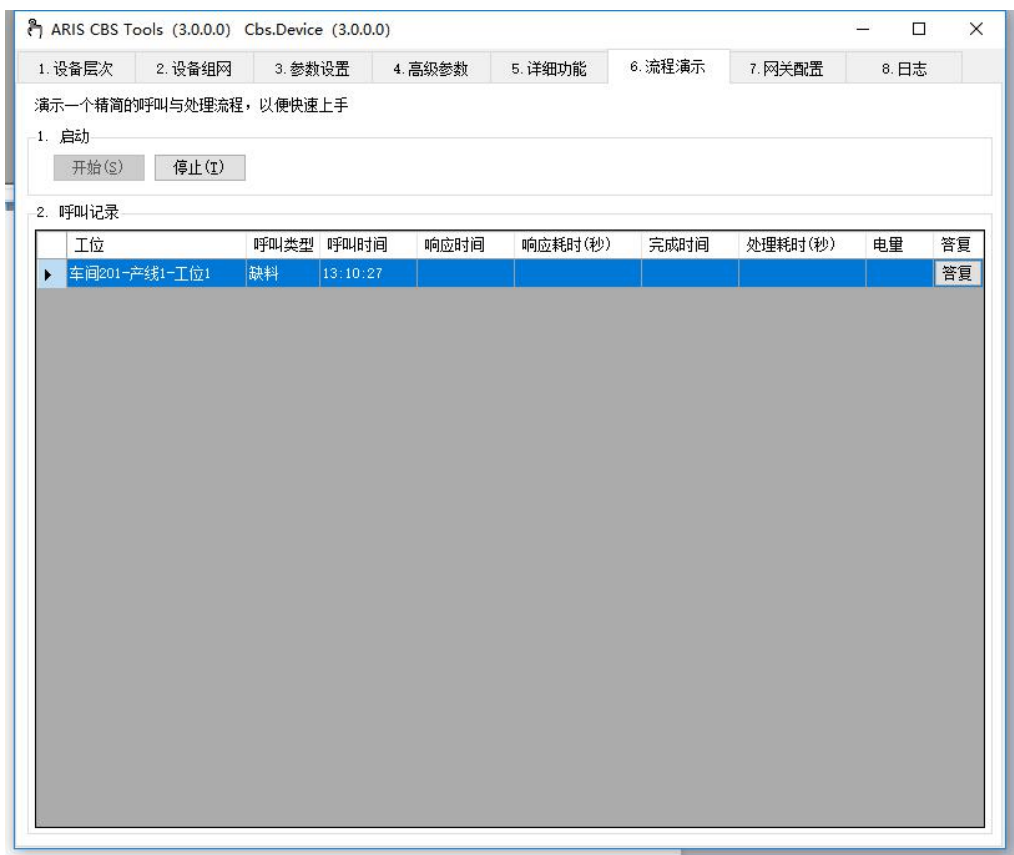 ARIS CBS Tools (3.0.0.0) Cbs.Device (3.0.0.0)
1.设备层次 2.设备组网 3.参数设置 4.高级参数 5.详细功能 6.流程演示 7.网关配置 8.日志
演示一个精简的呼叫与处理流程，以便快速上手
1. 启动
开始(S) 停止(T)
2. 呼叫记录
工位 呼叫类型 呼叫时间 响应时间 响应耗时(秒) 完成时间 处理耗时(秒) 电量 答复
车间201-产线1-工位1 缺料 13:10:27 答复